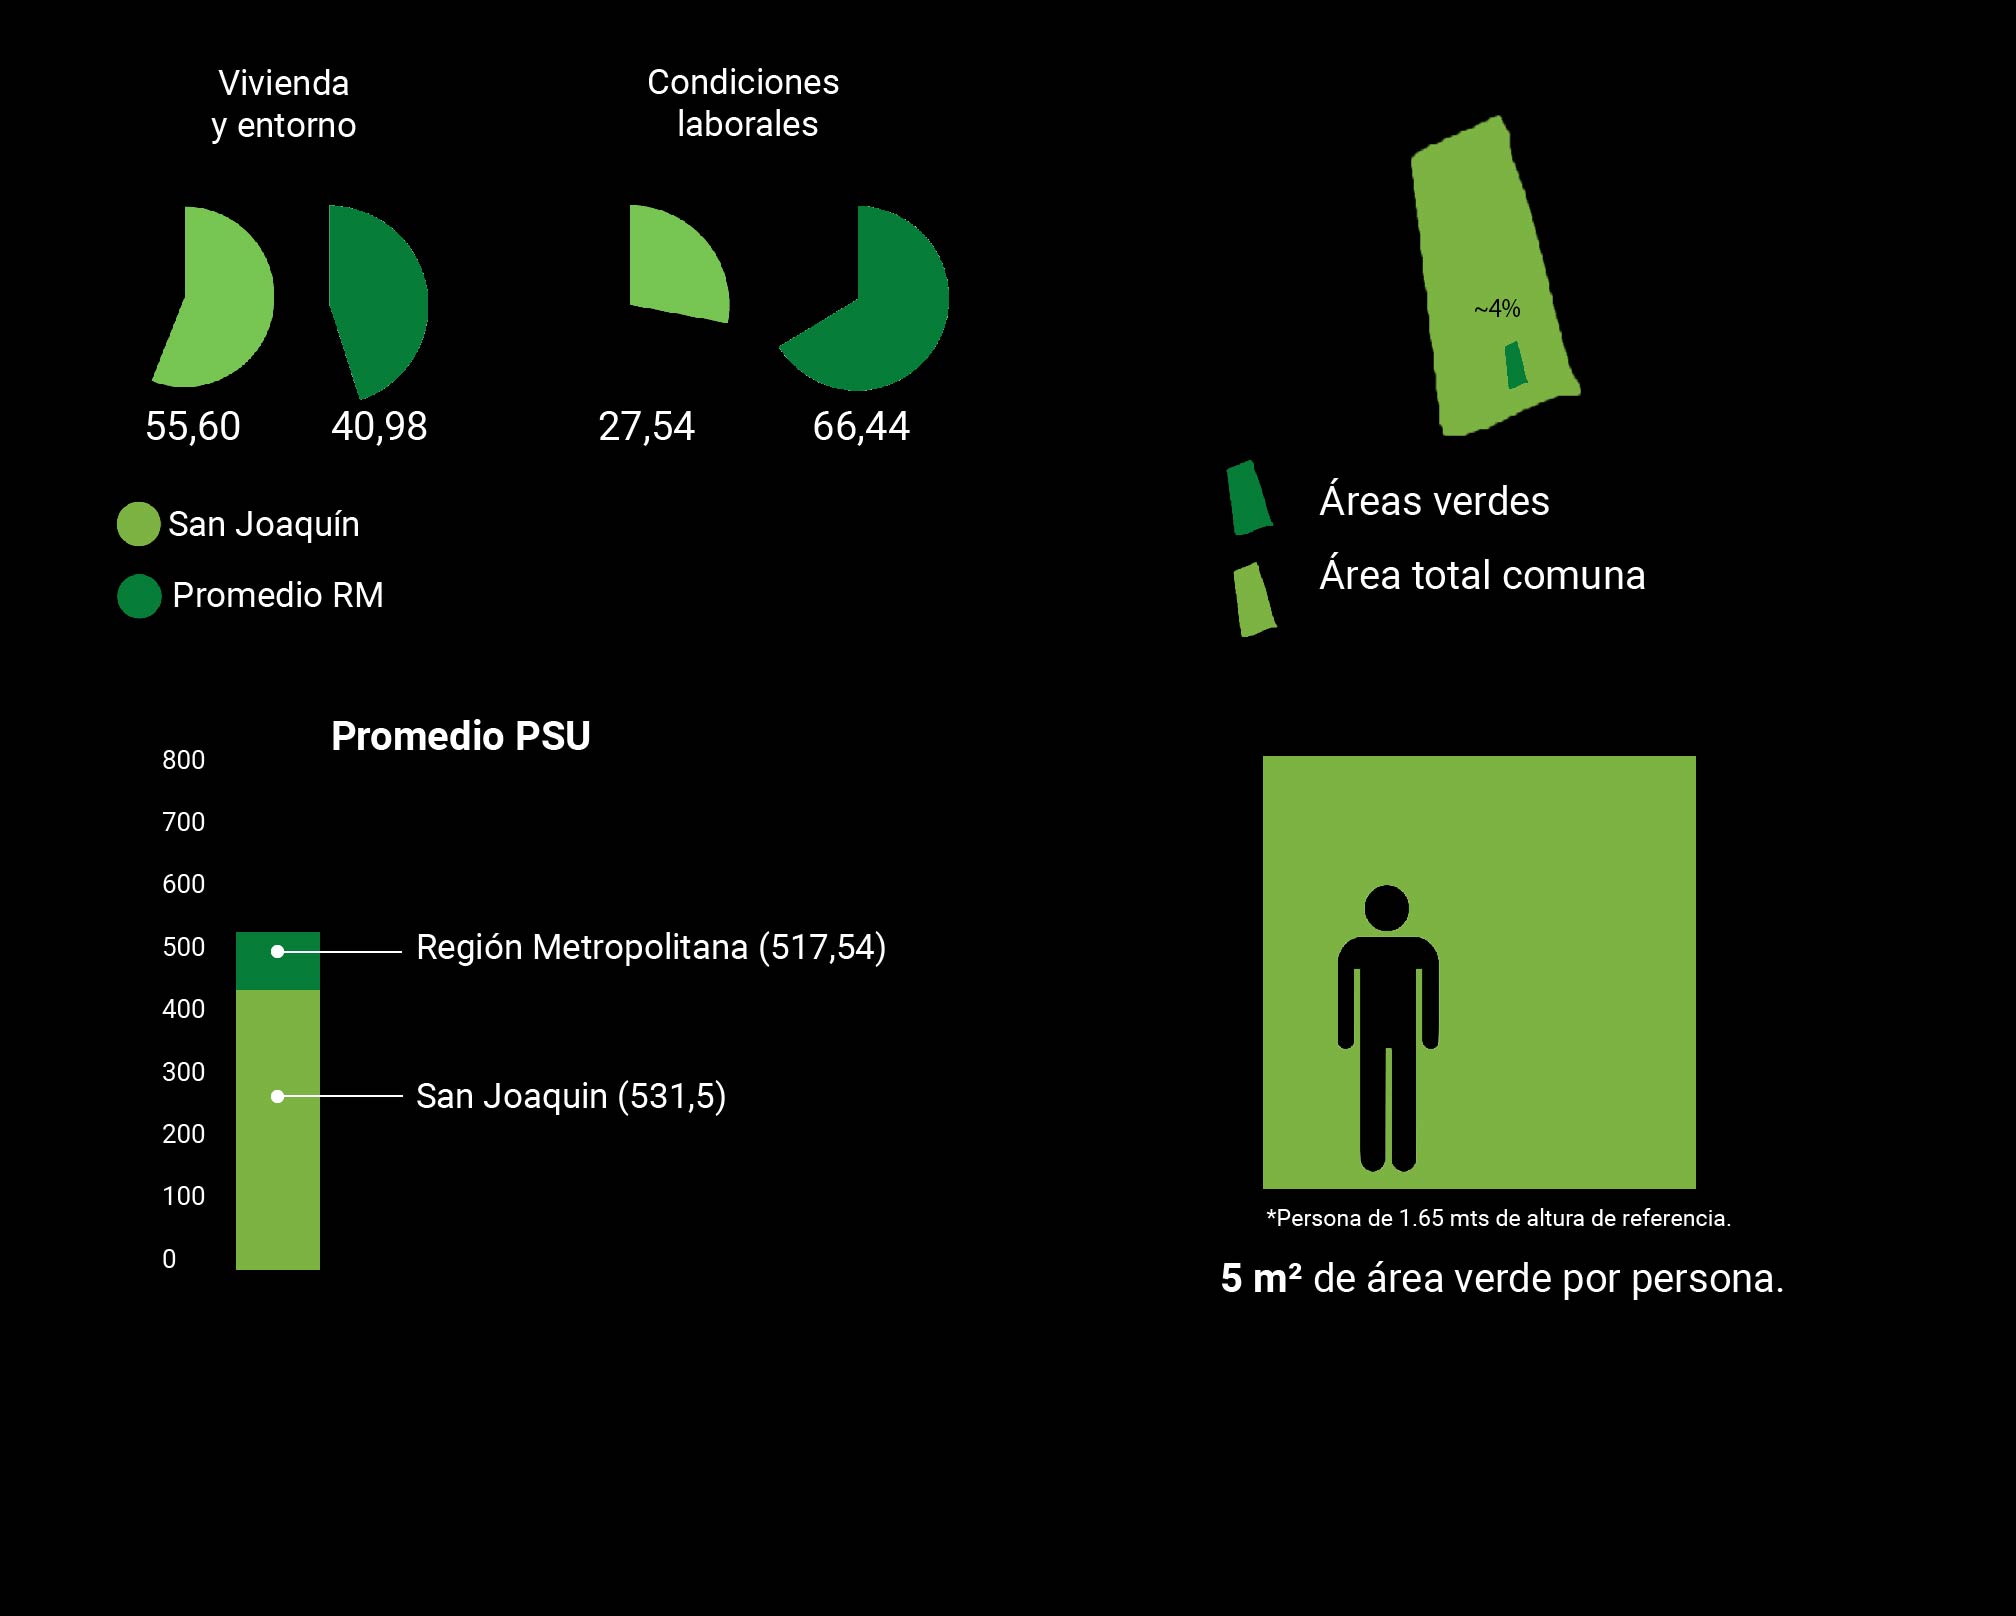 Vivienda
y entorno
Condiciones
laborales
55,60
40,98
27,54
66,44
San Joaquín
Promedio RM
~4%
Áreas verdes
Área total comuna
Promedio PSU
800
700
600
500
400
300
200
100
0
Región Metropolitana (517,54)
San Joaquin (531,5)
*Persona de 1.65 mts de altura de referencia.
5 m² de área verde por persona.